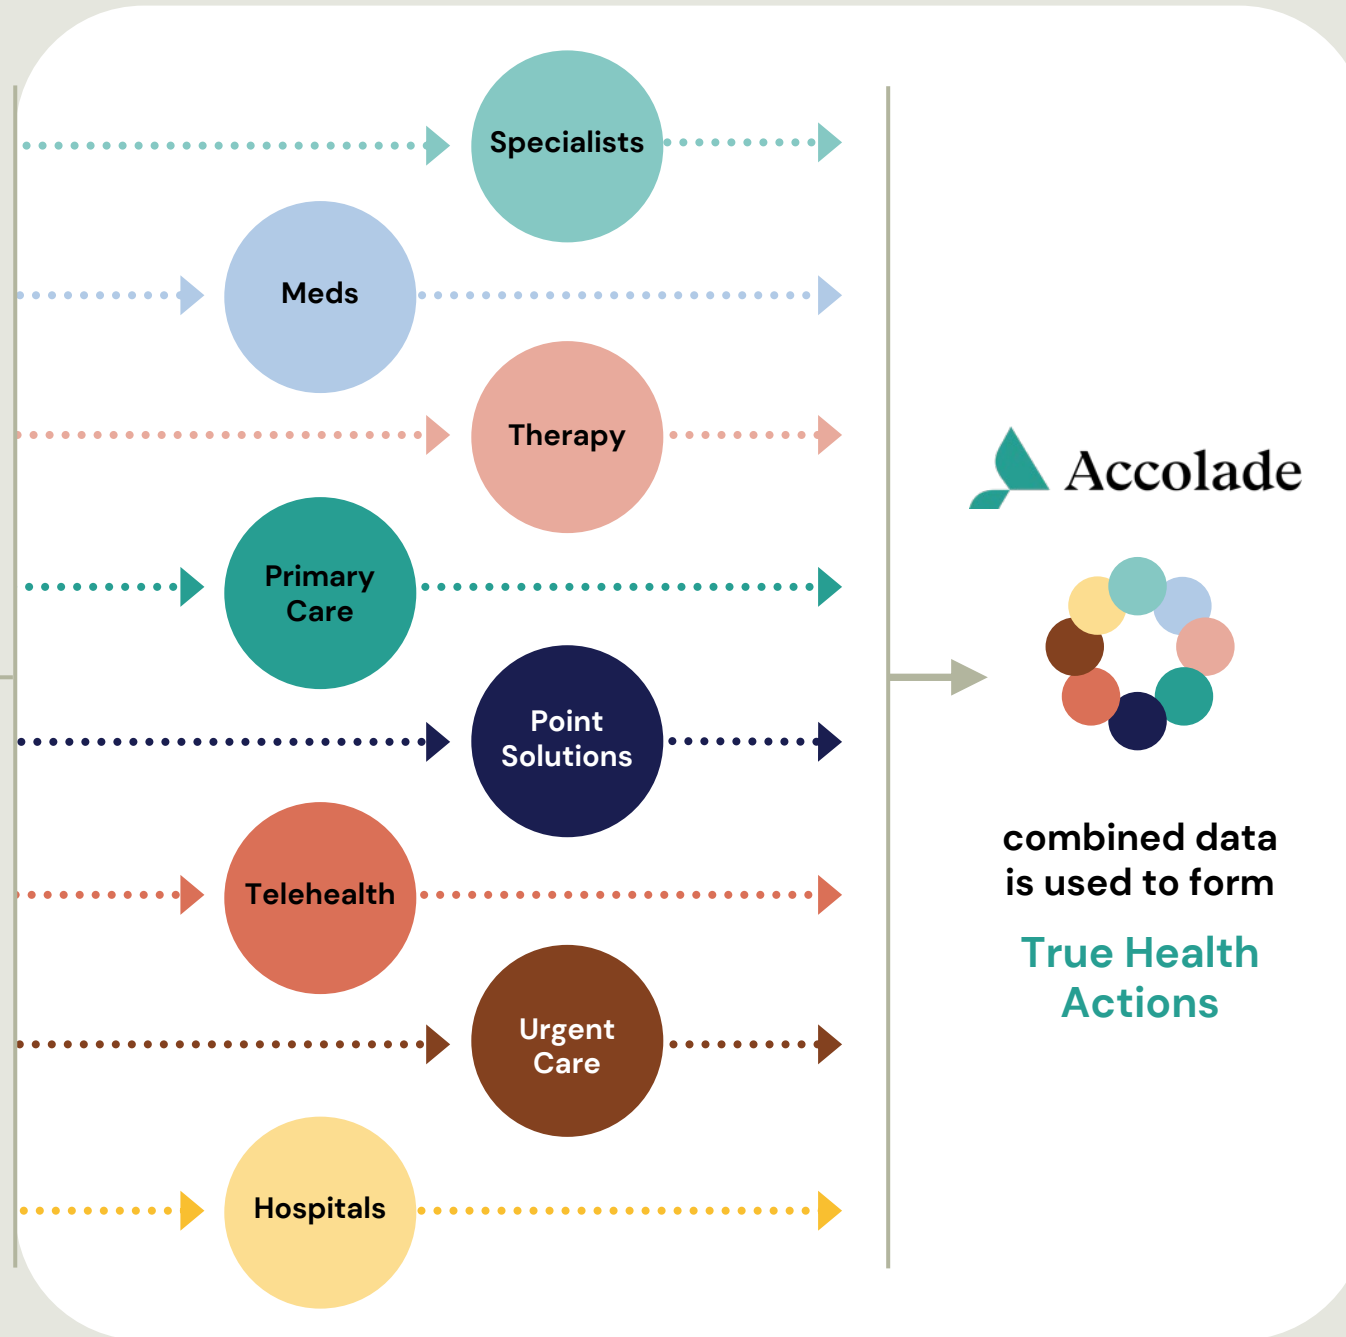 Specialists
Meds
Therapy
Primary
Care
Point
Solutions
Telehealth
Urgent
Care
Hospitals
Accolade
combined data
is used to form
True Health
Actions